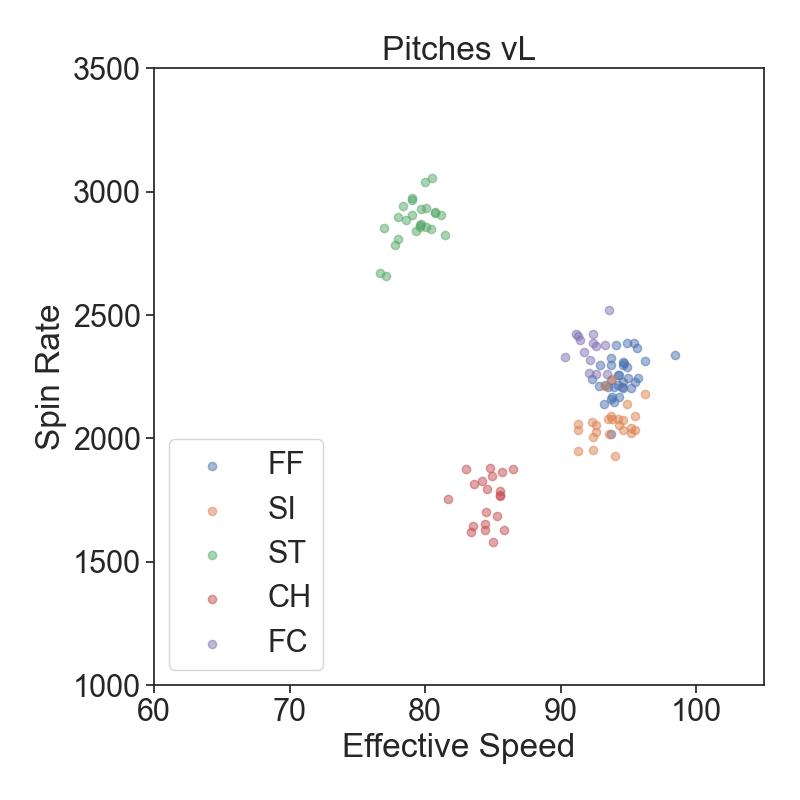 Pitches vL
3500
3000
2500
2000
1500
1000
Spin Rate
FF
SI
ST
CH
FC
60 70 80 90 100
Effective Speed